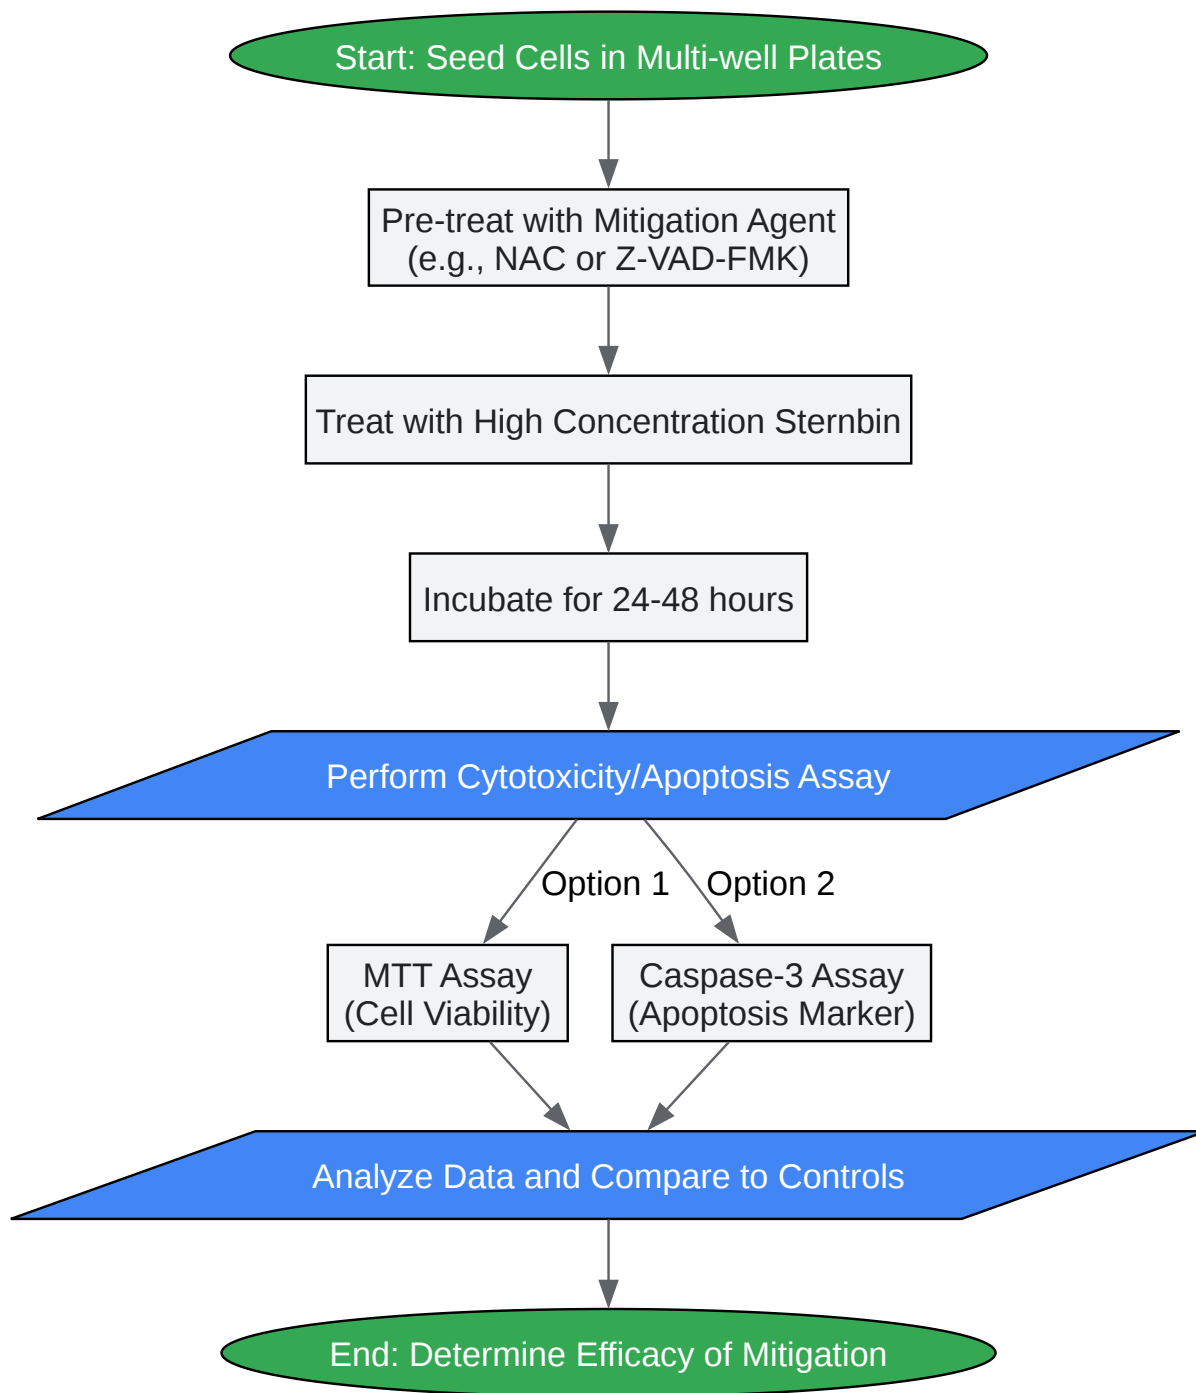 Start: Seed Cells in Multi-well Plates
Pre-treat with Mitigation Agent
(e.g., NAC or Z-VAD-FMK)
Treat with High Concentration Sternbin
Incubate for 24-48 hours
Perform Cytotoxicity/Apoptosis Assay
Option 1
Option 2
MTT Assay
(Cell Viability)
Caspase-3 Assay
(Apoptosis Marker)
Analyze Data and Compare to Controls
End: Determine Efficacy of Mitigation